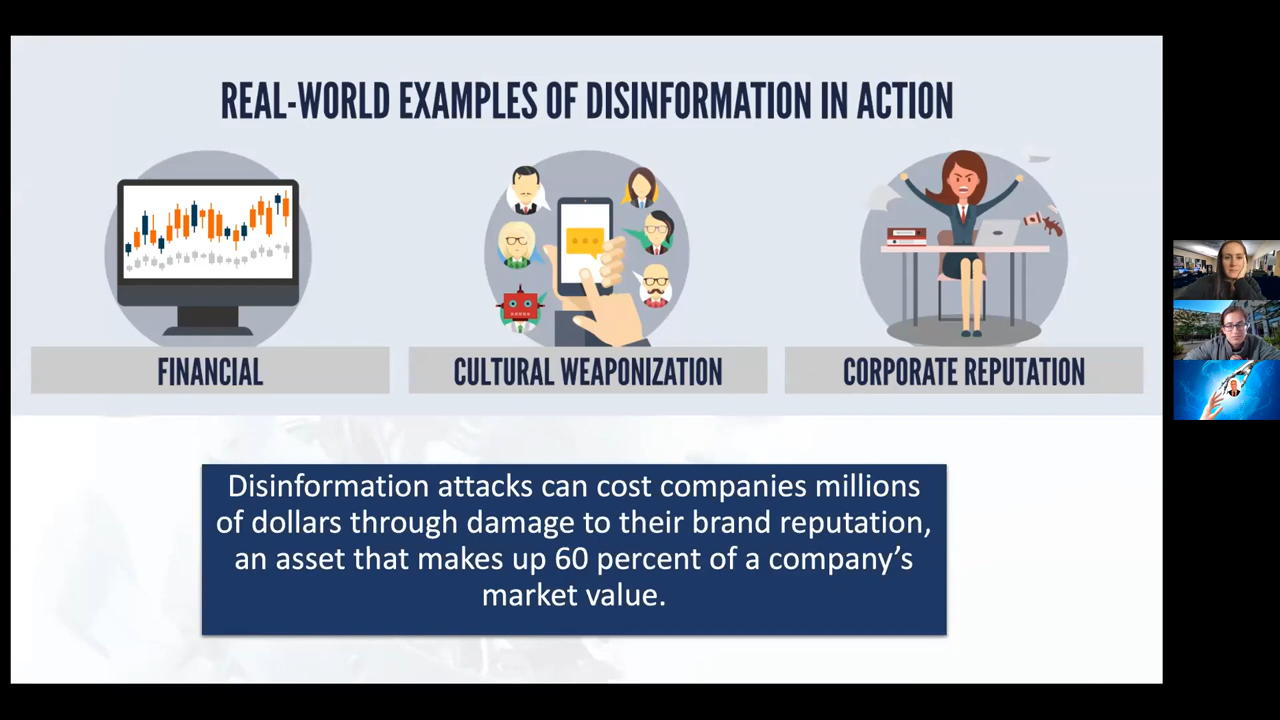 REAL-WORLD EXAMPLES OF DISINFORMATION IN ACTION
FINANCIAL
CULTURAL WEAPONIZATION
CORPORATE REPUTATION
Disinformation attacks can cost companies millions
of dollars through damage to their brand reputation,
an asset that makes up 60 percent of a company’s
market value.